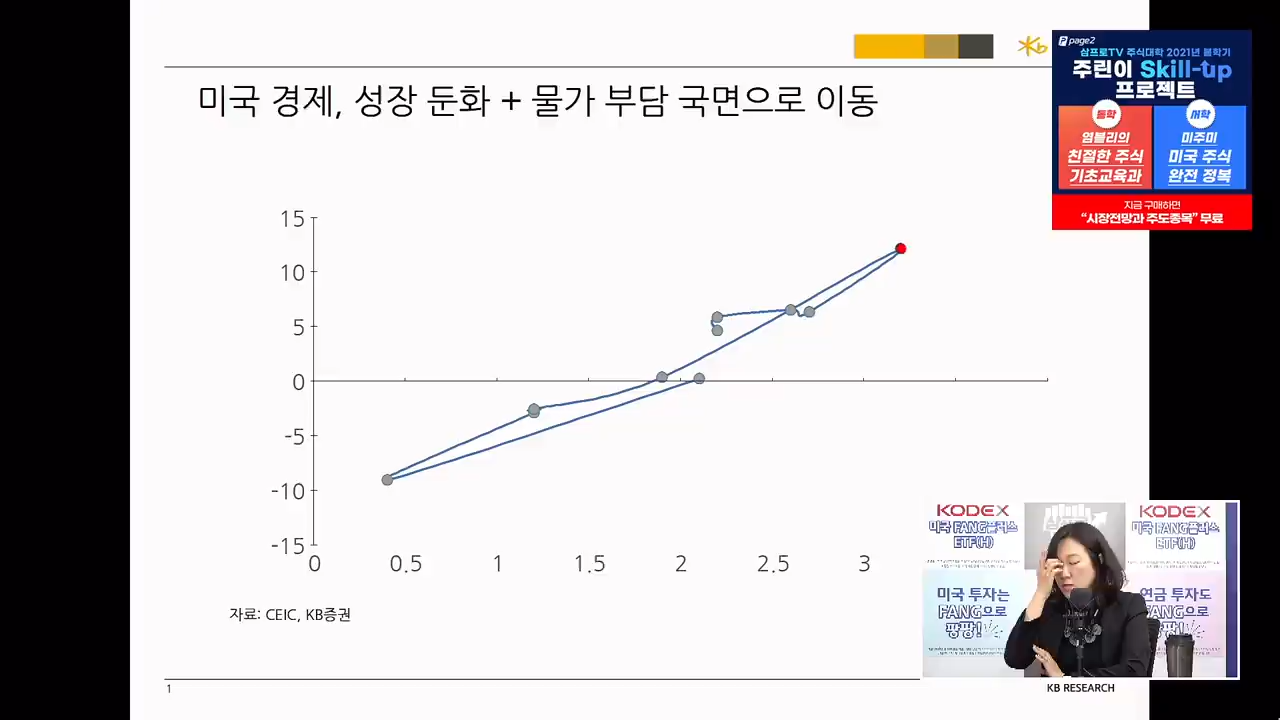 Kb
미국 경제, 성장 둔화 + 물가 부담 국면으로 이동
page2
삼프로TV 주식대학 2021년 봄학기
주린이 Skill-up
프로젝트
동학
염블리의
친절한 주식
기초교육과
서학
미주미
미국 주식
완전 정복
지금 구매하면
“시장전망과 주도종목” 무료
15
10
5
0
-5
-10
-15
0
0.5
1
1.5
2
2.5
3
자료: CEIC, KB증권
KODEX
미국 FANG플러스
ETF(H)
미국 투자는
FANG으로
팡팡!
KODEX
미국 FANG플러스
ETF(H)
연금 투자도
FANG으로
팡팡!
1
KB RESEARCH